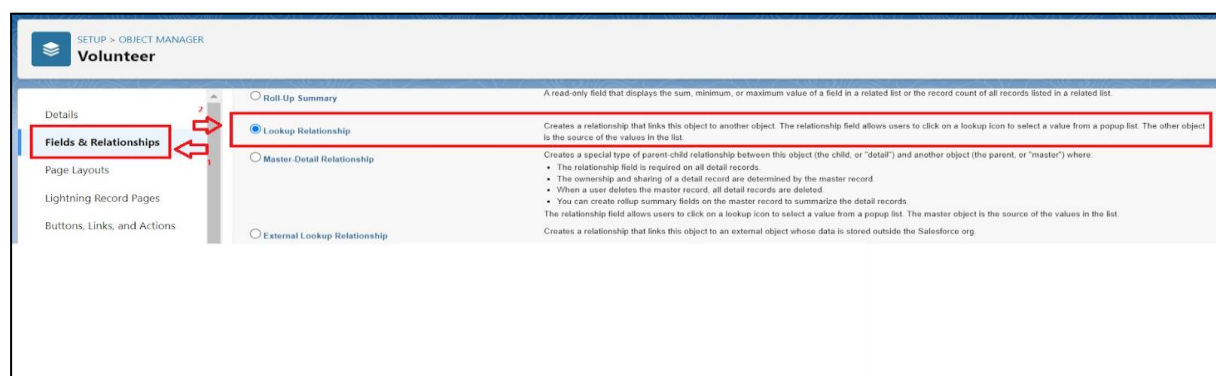 SETUP > OBJECT MANAGER
Volunteer
Details
Fields & Relationships
Page Layouts
Lightning Record Pages
Buttons, Links, and Actions
2
1
Roll-Up Summary
A read-only field that displays the sum, minimum, or maximum value of a field in a related list or the record count of all records listed in a related list.
Lookup Relationship
Creates a relationship that links this object to another object. The relationship field allows users to click on a lookup icon to select a value from a popup list. The other object
is the source of the values in the list.
Master-Detail Relationship
Creates a special type of parent-child relationship between this object (the child, or "detail") and another object (the parent, or "master") where:
• The relationship field is required on all detail records.
• The ownership and sharing of a detail record are determined by the master record.
• When a user deletes the master record, all detail records are deleted.
• You can create rollup summary fields on the master record to summarize the detail records.
The relationship field allows users to click on a lookup icon to select a value from a popup list. The master object is the source of the values in the list.
External Lookup Relationship
Creates a relationship that links this object to an external object whose data is stored outside the Salesforce org.